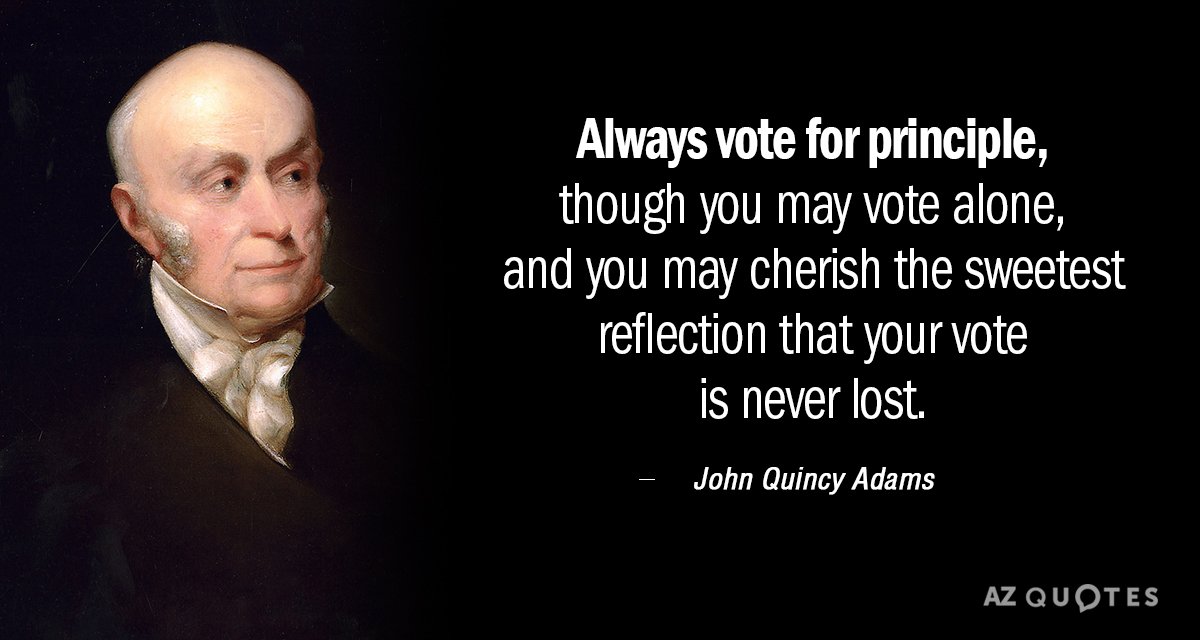 Always vote for principle,
though you may vote alone,
and you may cherish the sweetest
reflection that your vote
is never lost.
– John Quincy Adams
AZ QUOTES